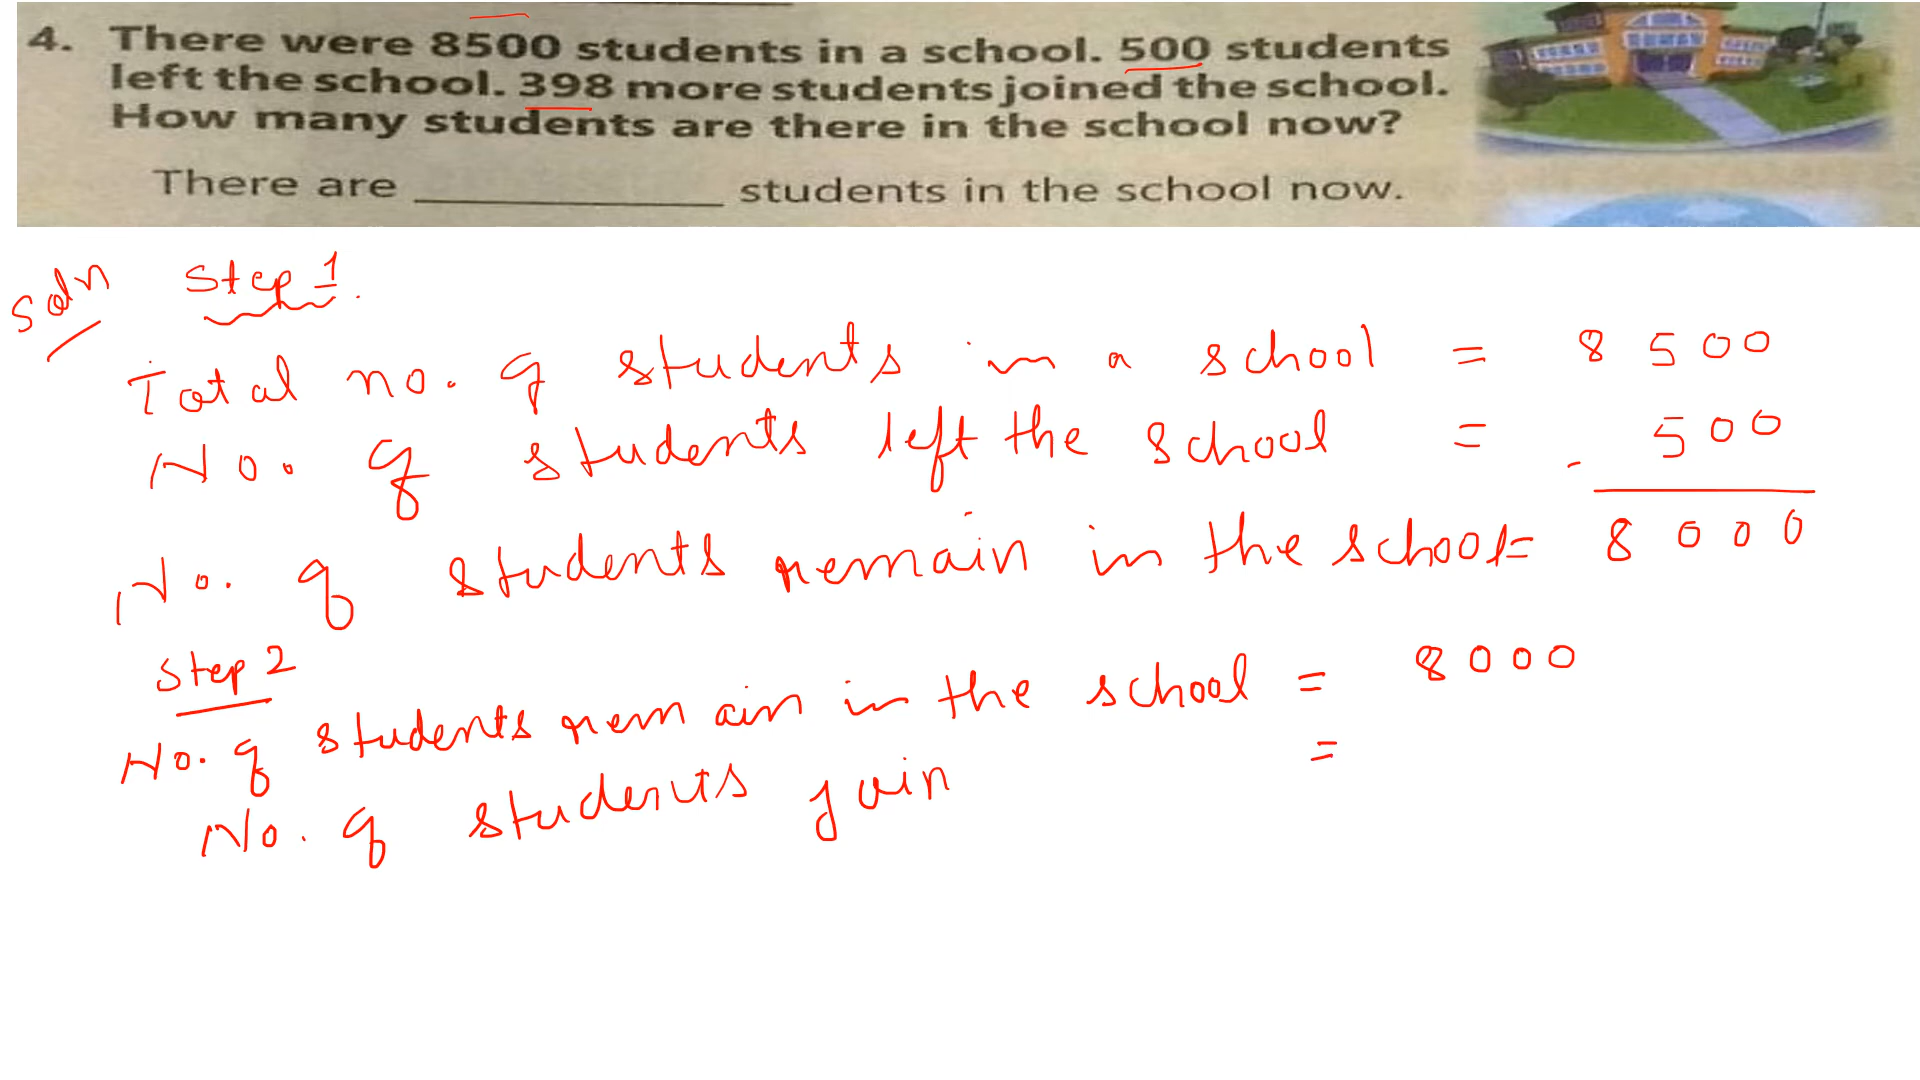 4. There were 8500 students in a school. 500 students
left the school. 398 more students joined the school.
How many students are there in the school now?
There are __________ students in the school now.
Soln Step 1.
Total no. of students in a school = 8500
No. of students left the school = - 500
No. of students remain in the school = 8000
Step 2
No. of students remain in the school = 8000
No. of students join =